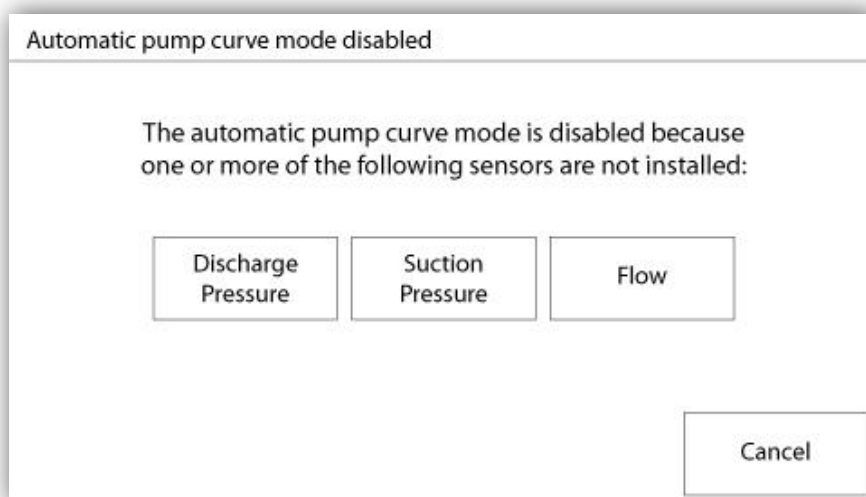 Automatic pump curve mode disabled
The automatic pump curve mode is disabled because
one or more of the following sensors are not installed:
Discharge
Pressure
Suction
Pressure
Flow
Cancel